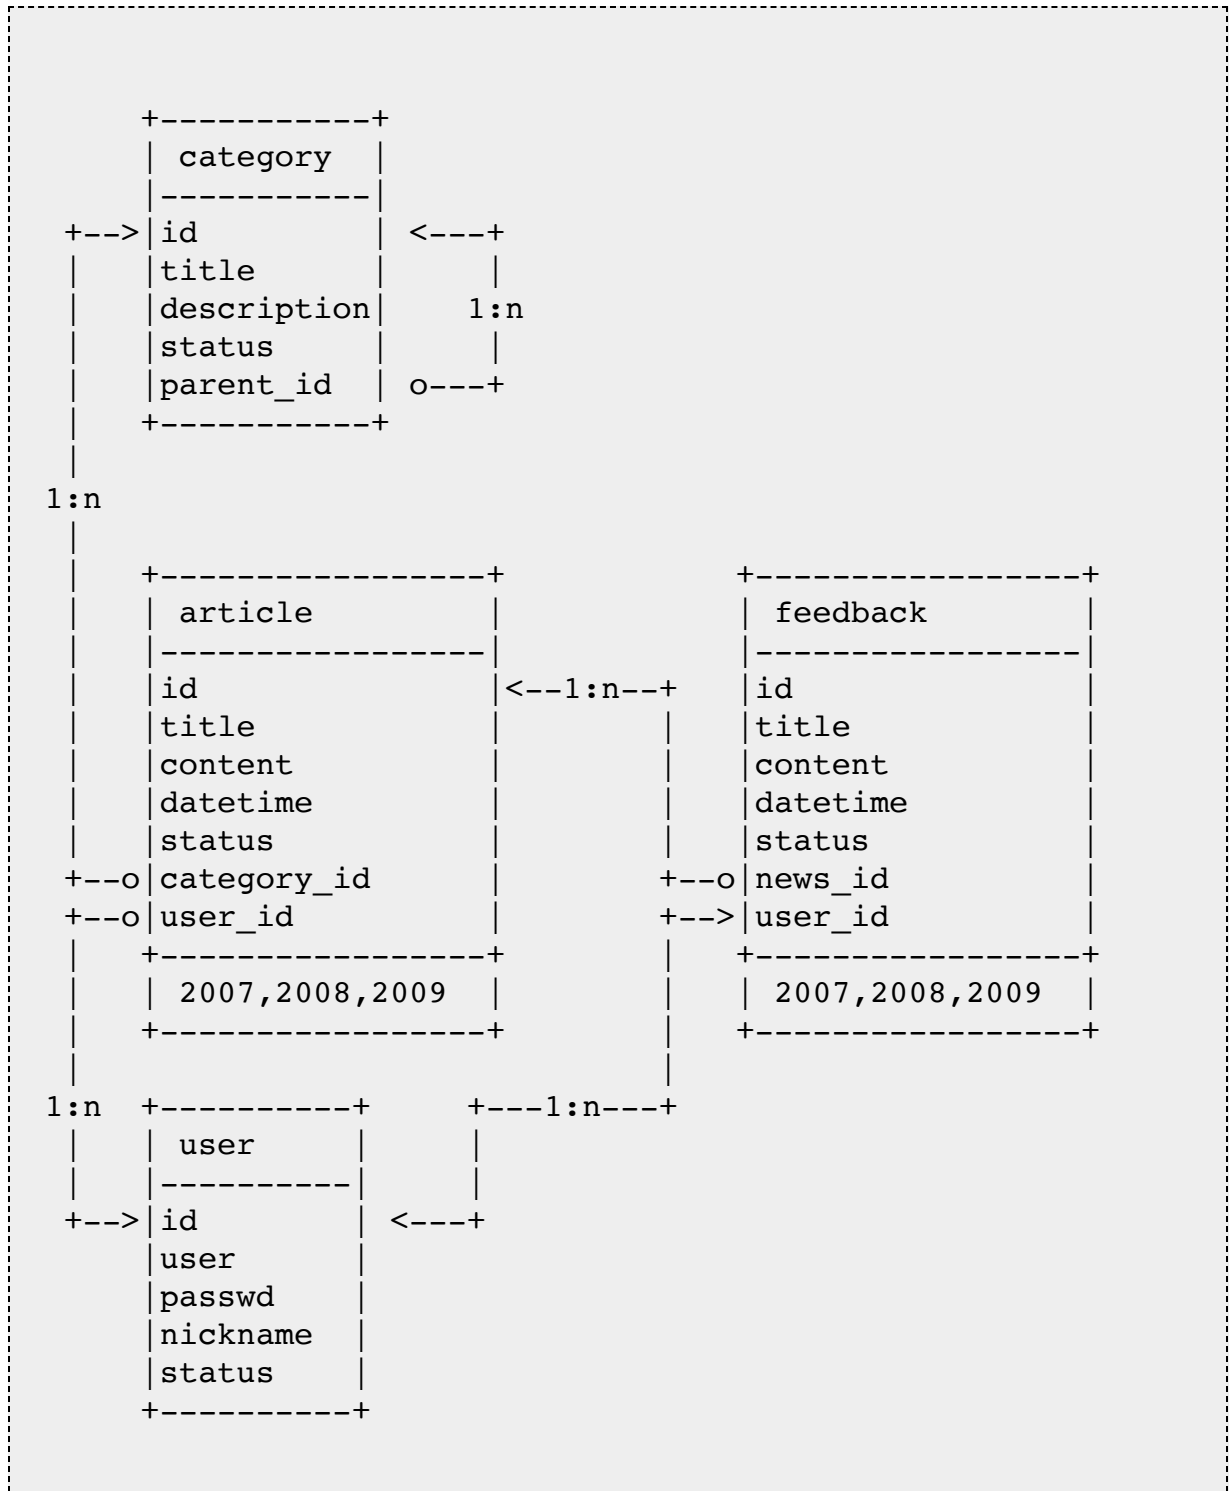 +-----------+
| category  |
|-----------|
+-->|id         | <---+
|   |title      |     |
|   |description|    1:n
|   |status     |     |
|   |parent_id  | o---+
|   +-----------+
|
1:n
|
|   +-----------------+            +-----------------+
|   | article         |            | feedback        |
|   |-----------------|            |-----------------|
|   |id               |<--1:n--+   |id               |
|   |title            |        |   |title            |
|   |content          |        |   |content          |
|   |datetime         |        |   |datetime         |
|   |status           |        |   |status           |
+--o|category_id      |        +--o|news_id          |
+--o|user_id          |        +-->|user_id          |
|   +-----------------+        |   +-----------------+
|   | 2007,2008,2009  |        |   | 2007,2008,2009  |
|   +-----------------+        |   +-----------------+
|                              |
1:n  +----------+     +---1:n---+
|   | user     |     |
|   |----------|     |
+-->|id        | <---+
|user      |
|passwd    |
|nickname  |
|status    |
+----------+